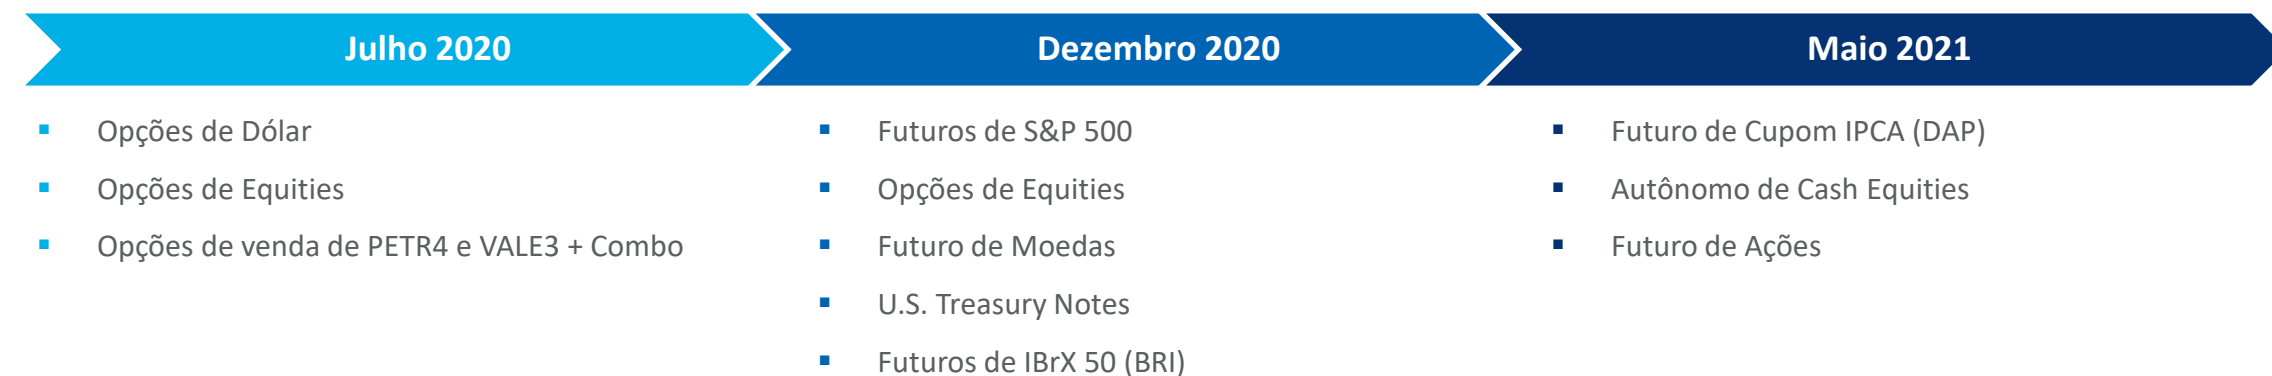 Julho 2020
Opções de Dólar
Opções de Equities
Opções de venda de PETR4 e VALE3 + Combo
Dezembro 2020
Futuros de S&P 500
Opções de Equities
Futuro de Moedas
U.S. Treasury Notes
Futuros de IBrX 50 (BRI)
Maio 2021
Futuro de Cupom IPCA (DAP)
Autônomo de Cash Equities
Futuro de Ações